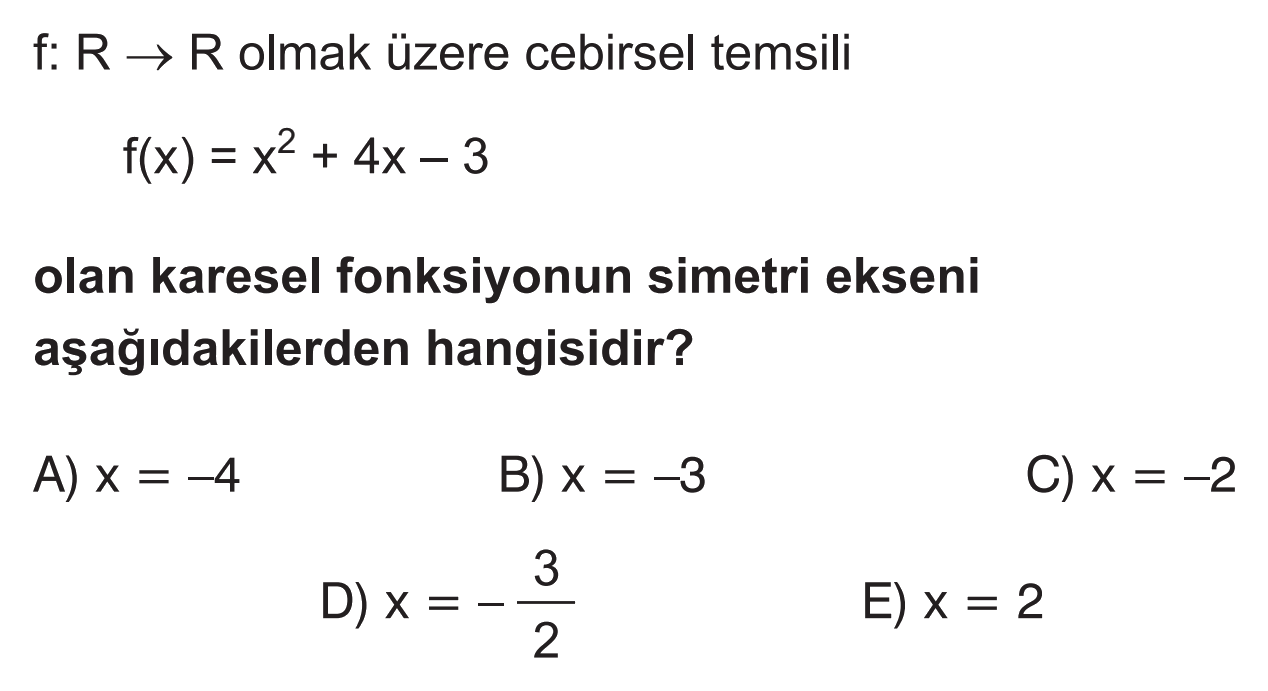 f: R → R olmak üzere cebirsel temsili
f(x) = x² + 4x – 3
olan karesel fonksiyonun simetri ekseni
aşağıdakilerden hangisidir?
A) x = –4 B) x = –3 C) x = –2
D) x = –3/2 E) x = 2